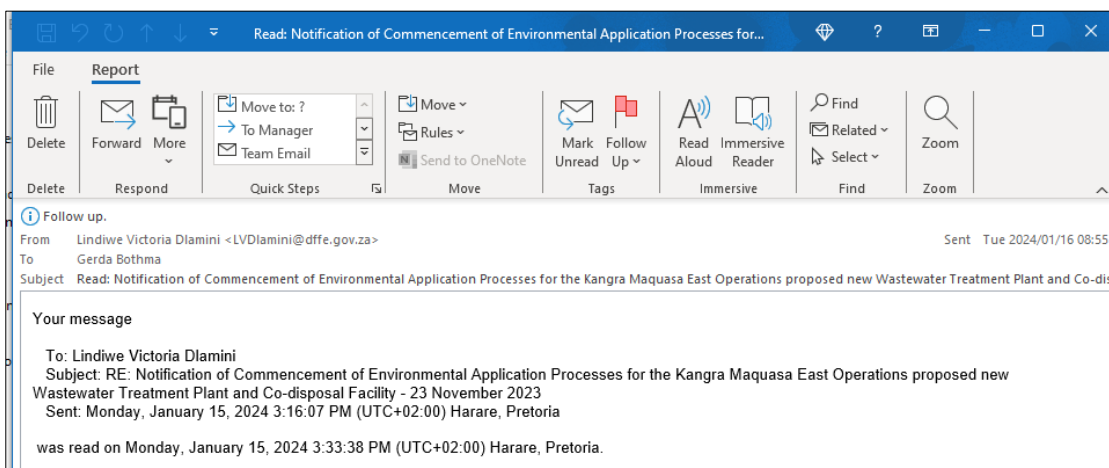 Read: Notification of Commencement of Environmental Application Processes for...
?
File Report
Delete
Forward More
Move to: ?
To Manager
Team Email
Move
Rules
Send to OneNote
Mark Unread
Follow Up
Read Aloud
Immersive Reader
Find
Related
Select
Zoom
Delete Respond Quick Steps Move Tags Immersive Find Zoom
Follow up.
From Lindiwe Victoria Dlamini <LVDlamini@dffe.gov.za> Sent Tue 2024/01/16 08:55
To Gerda Bothma
Subject Read: Notification of Commencement of Environmental Application Processes for the Kangra Maquasa East Operations proposed new Wastewater Treatment Plant and Co-dis
Your message
To: Lindiwe Victoria Dlamini
Subject: RE: Notification of Commencement of Environmental Application Processes for the Kangra Maquasa East Operations proposed new
Wastewater Treatment Plant and Co-disposal Facility - 23 November 2023
Sent: Monday, January 15, 2024 3:16:07 PM (UTC+02:00) Harare, Pretoria
was read on Monday, January 15, 2024 3:33:38 PM (UTC+02:00) Harare, Pretoria.